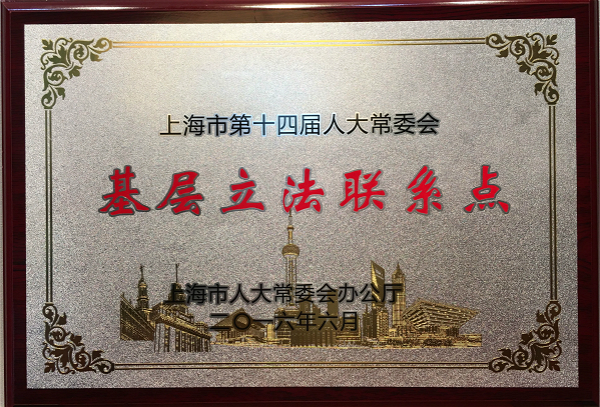 上海市第十四届人大常委会
基层立法联系点
上海市人大常委会办公厅
二〇一六年六月